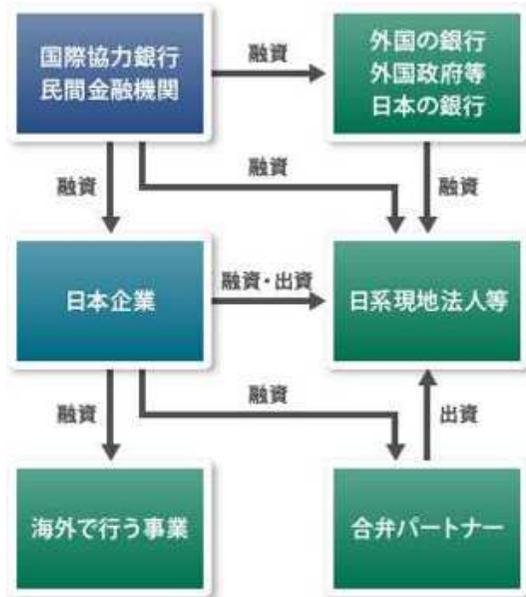 国際協力銀行
民間金融機関
融資
外国の銀行
外国政府等
日本の銀行
融資
融資
融資
日本企業
融資・出資
日系現地法人等
融資
融資
出資
海外で行う事業
合弁パートナー